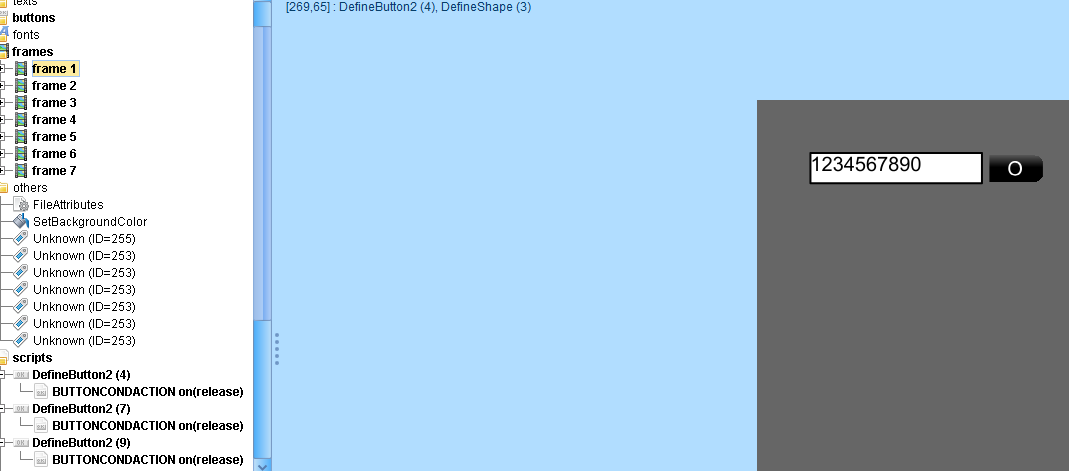 texts
[269,65] : DefineButton2 (4), DefineShape (3)
buttons
fonts
frames
frame 1
frame 2
frame 3
frame 4
frame 5
frame 6
frame 7
others
FileAttributes
SetBackgroundColor
Unknown (ID=255)
Unknown (ID=253)
Unknown (ID=253)
Unknown (ID=253)
Unknown (ID=253)
Unknown (ID=253)
Unknown (ID=253)
scripts
DefineButton2 (4)
BUTTONCONDACTION on(release)
DefineButton2 (7)
BUTTONCONDACTION on(release)
DefineButton2 (9)
BUTTONCONDACTION on(release)
1234567890
O